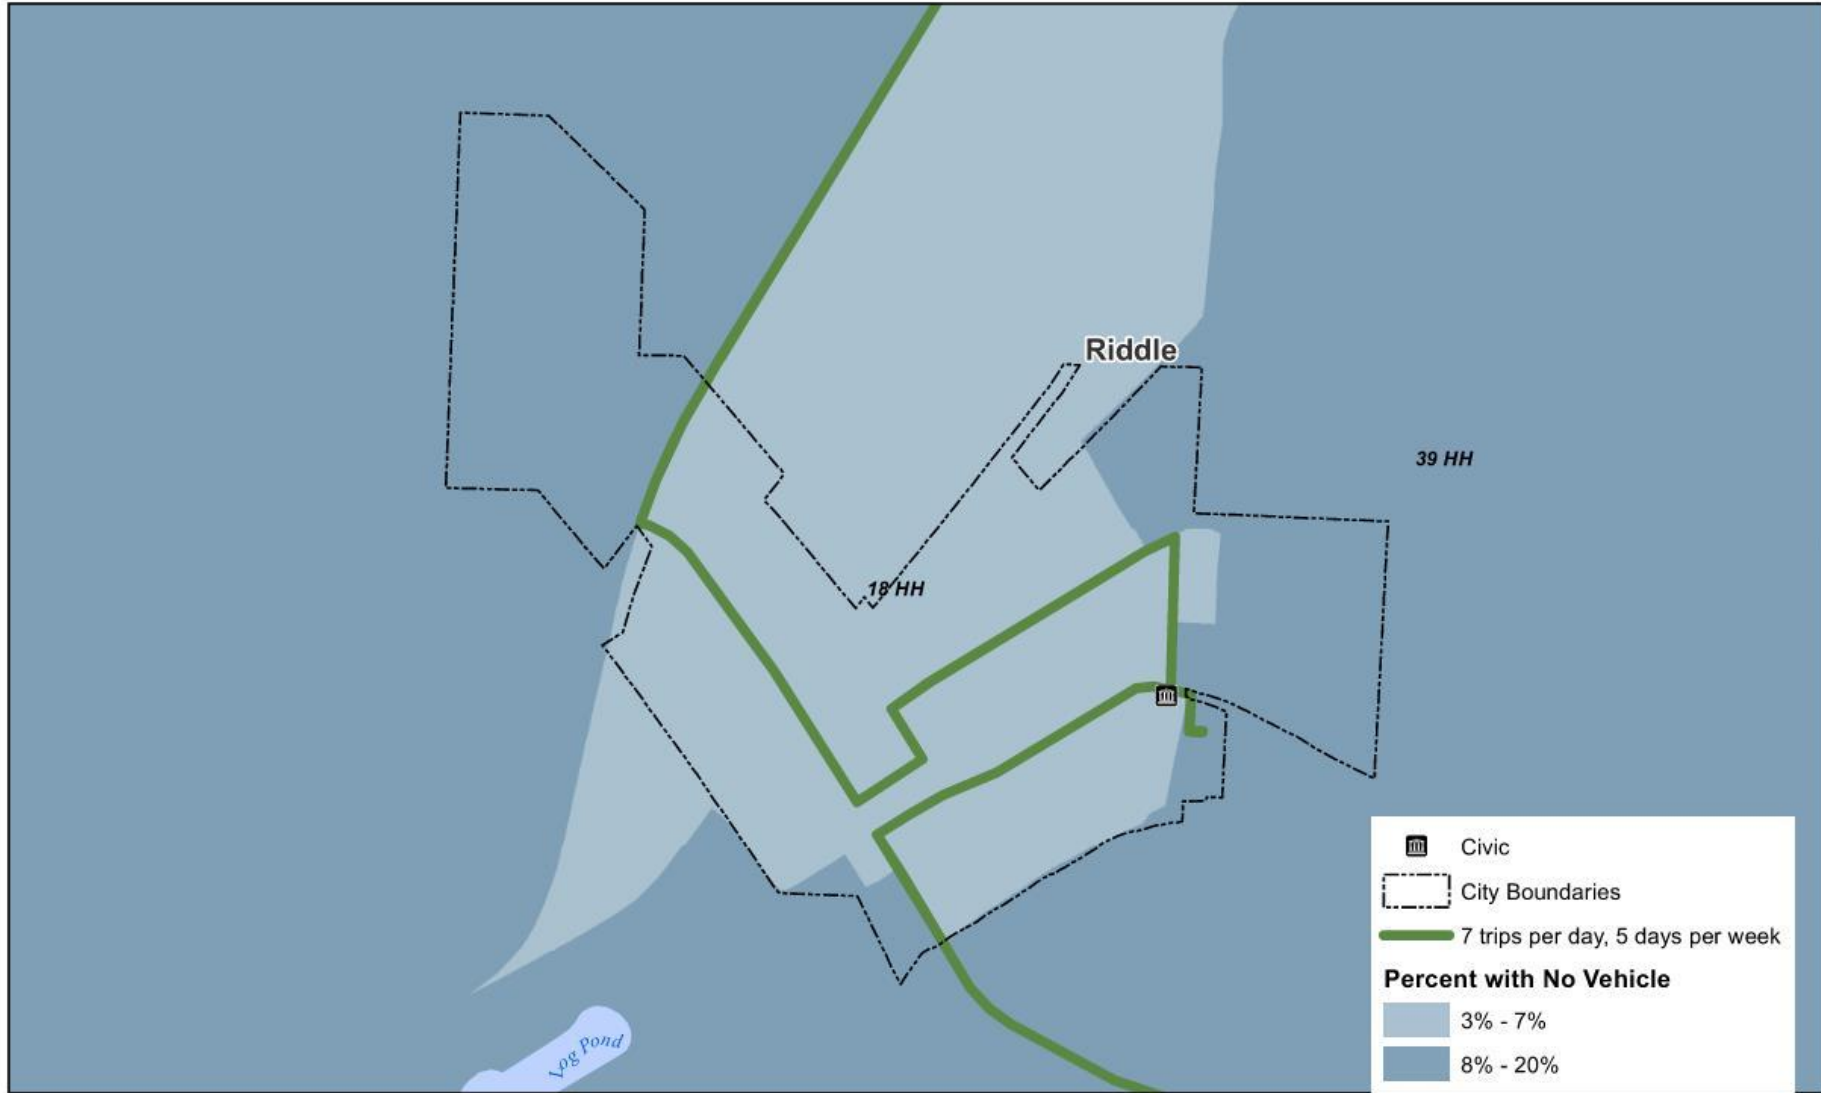 Riddle
39 HH
18 HH
Log Pond
Civic
City Boundaries
7 trips per day, 5 days per week
Percent with No Vehicle
3% - 7%
8% - 20%